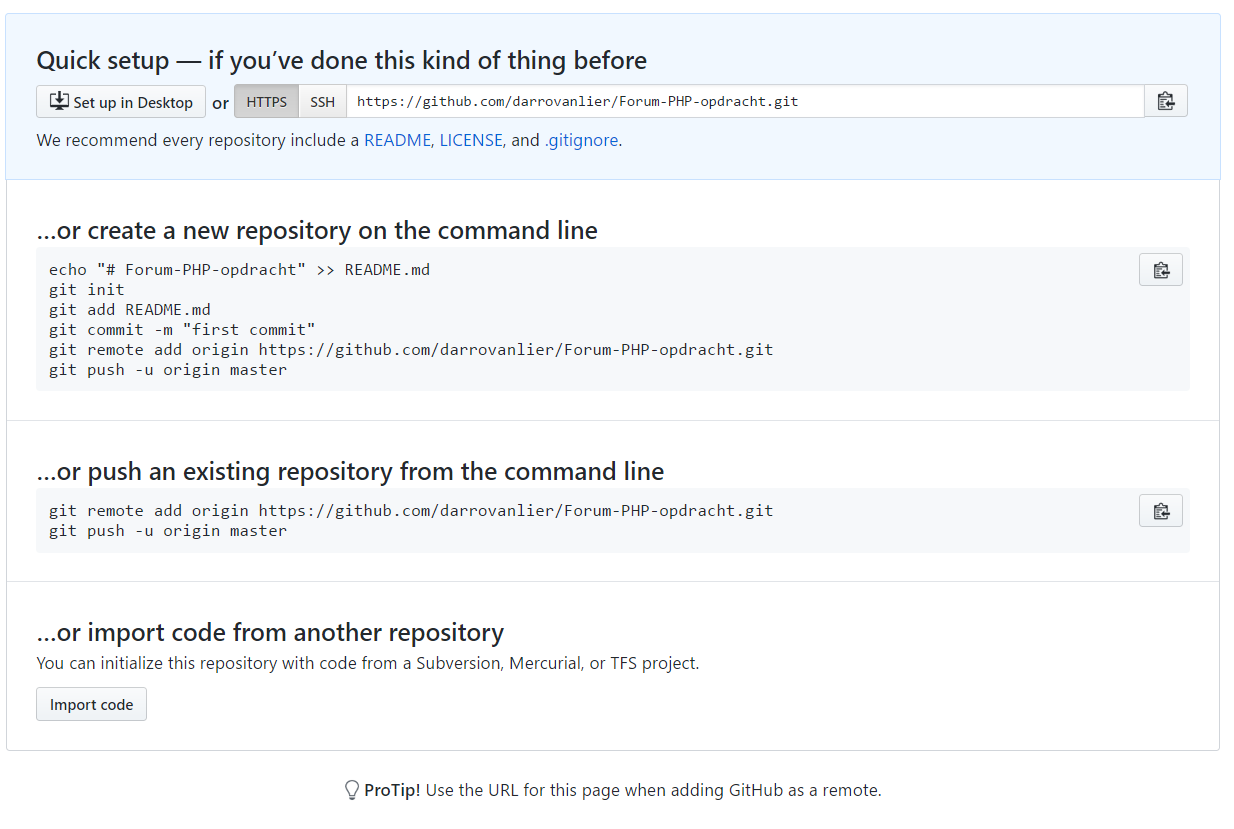 Quick setup — if you’ve done this kind of thing before
Set up in Desktop or HTTPS SSH https://github.com/darrovanlier/Forum-PHP-opdracht.git
We recommend every repository include a README, LICENSE, and .gitignore.
…or create a new repository on the command line
echo "# Forum-PHP-opdracht" >> README.md
git init
git add README.md
git commit -m "first commit"
git remote add origin https://github.com/darrovanlier/Forum-PHP-opdracht.git
git push -u origin master
…or push an existing repository from the command line
git remote add origin https://github.com/darrovanlier/Forum-PHP-opdracht.git
git push -u origin master
…or import code from another repository
You can initialize this repository with code from a Subversion, Mercurial, or TFS project.
Import code
ProTip! Use the URL for this page when adding GitHub as a remote.